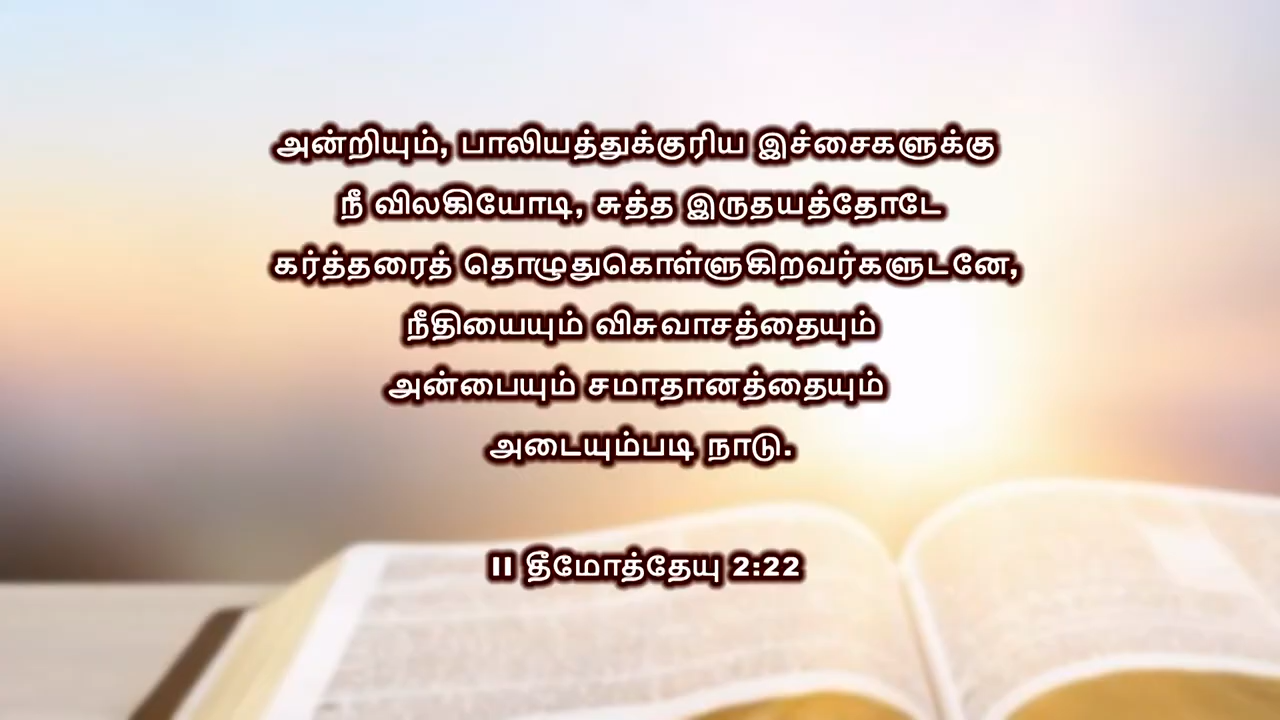 அன்றியும், பாலியத்துக்குரிய இச்சைகளுக்கு
நீ விலகியோடி, சுத்த இருதயத்தோடே
கர்த்தரைத் தொழுதுகொள்ளுகிறவர்களுடனே,
நீதியையும் விசுவாசத்தையும்
அன்பையும் சமாதானத்தையும்
அடையும்படி நாடு.
II தீமோத்தேயு 2:22